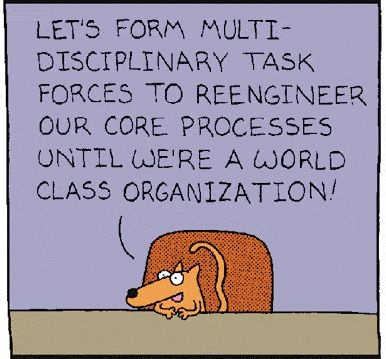 LET'S FORM MULTI-
DISCIPLINARY TASK
FORCES TO REENGINEER
OUR CORE PROCESSES
UNTIL WE'RE A WORLD
CLASS ORGANIZATION!